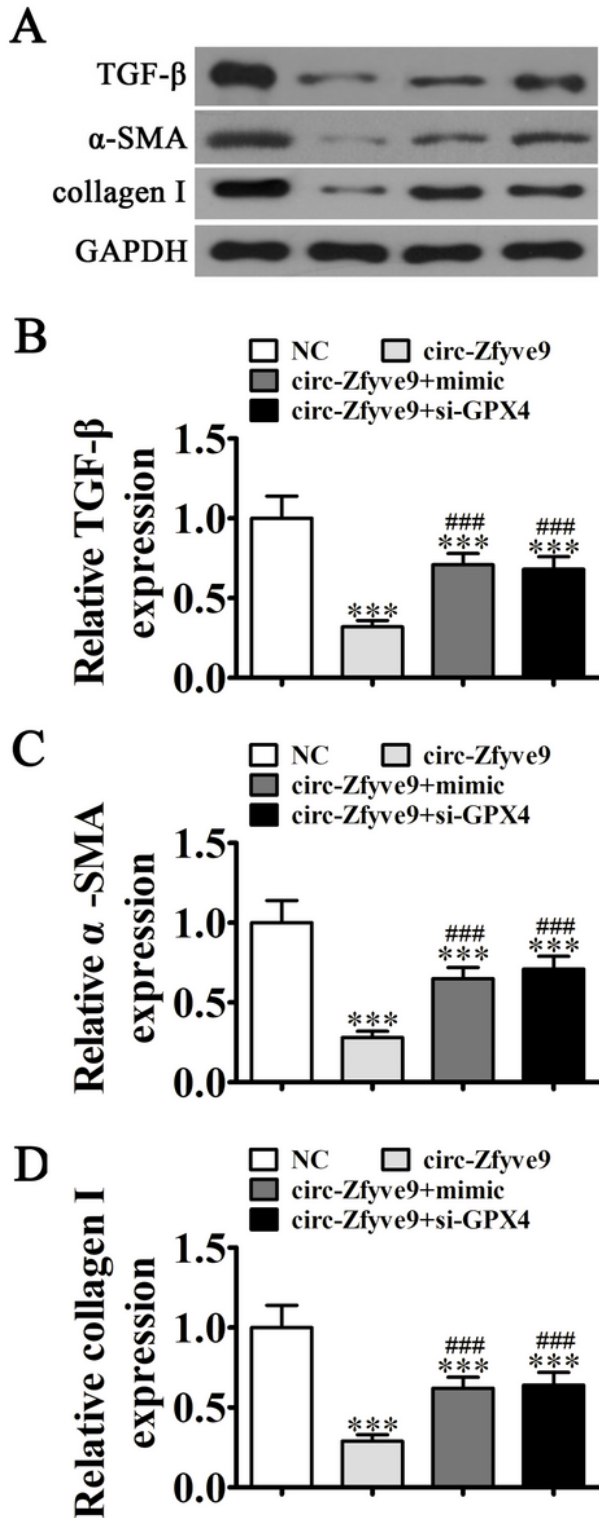 A
TGF-β
α-SMA
collagen I
GAPDH
B
NC circ-Zfyve9
circ-Zfyve9+mimic
circ-Zfyve9+si-GPX4
Relative TGF-β
expression
1.5
1.0
0.5
0.0
***
###
***
###
***
C
NC circ-Zfyve9
circ-Zfyve9+mimic
circ-Zfyve9+si-GPX4
Relative α -SMA
expression
1.5
1.0
0.5
0.0
***
###
***
###
***
D
NC circ-Zfyve9
circ-Zfyve9+mimic
circ-Zfyve9+si-GPX4
Relative collagen I
expression
1.5
1.0
0.5
0.0
***
###
***
###
***